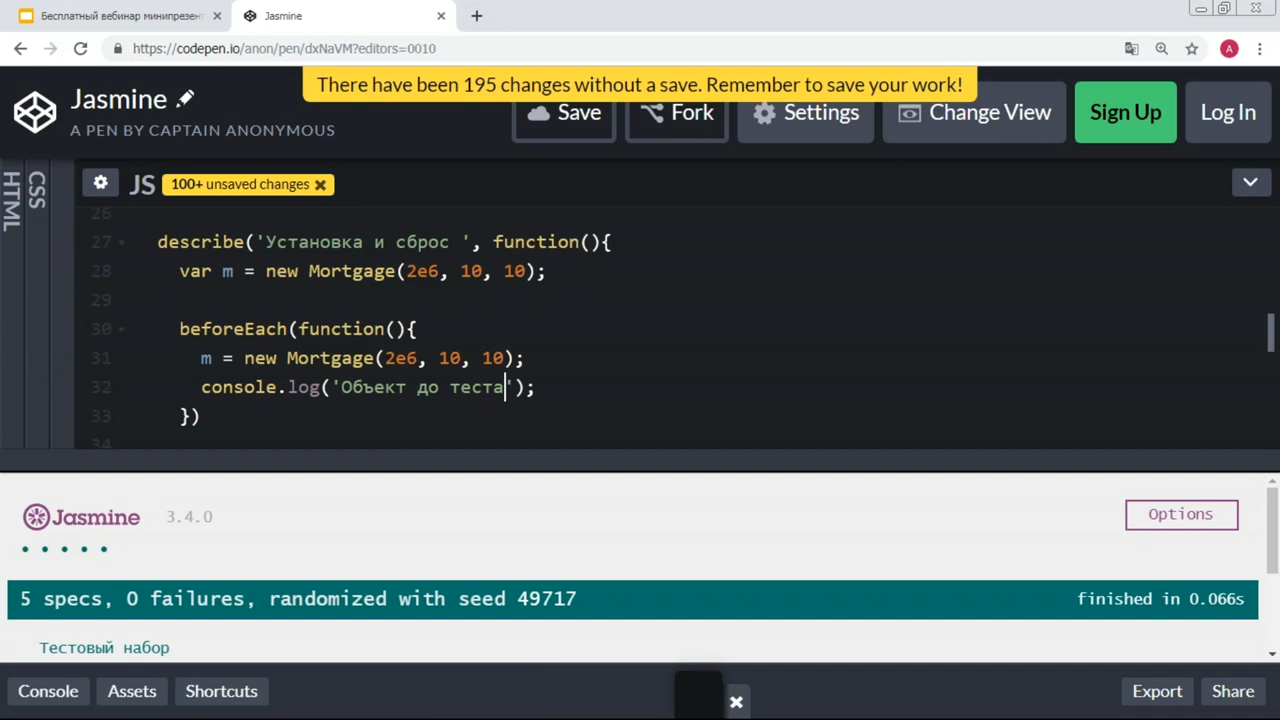 Бесплатный вебинар минипрезент
Jasmine
https://codepen.io/anon/pen/dxNaVM?editors=0010
A
There have been 195 changes without a save. Remember to save your work!
Jasmine
A PEN BY CAPTAIN ANONYMOUS
Save
Fork
Settings
Change View
Sign Up
Log In
HTML
CSS
JS
100+ unsaved changes
26
27 describe('Установка и сброс ', function(){
28 var m = new Mortgage(2e6, 10, 10);
29
30 beforeEach(function(){
31 m = new Mortgage(2e6, 10, 10);
32 console.log('Объект до теста');
33 })
34
Jasmine 3.4.0
Options
5 specs, 0 failures, randomized with seed 49717
finished in 0.066s
Тестовый набор
Console
Assets
Shortcuts
Export
Share